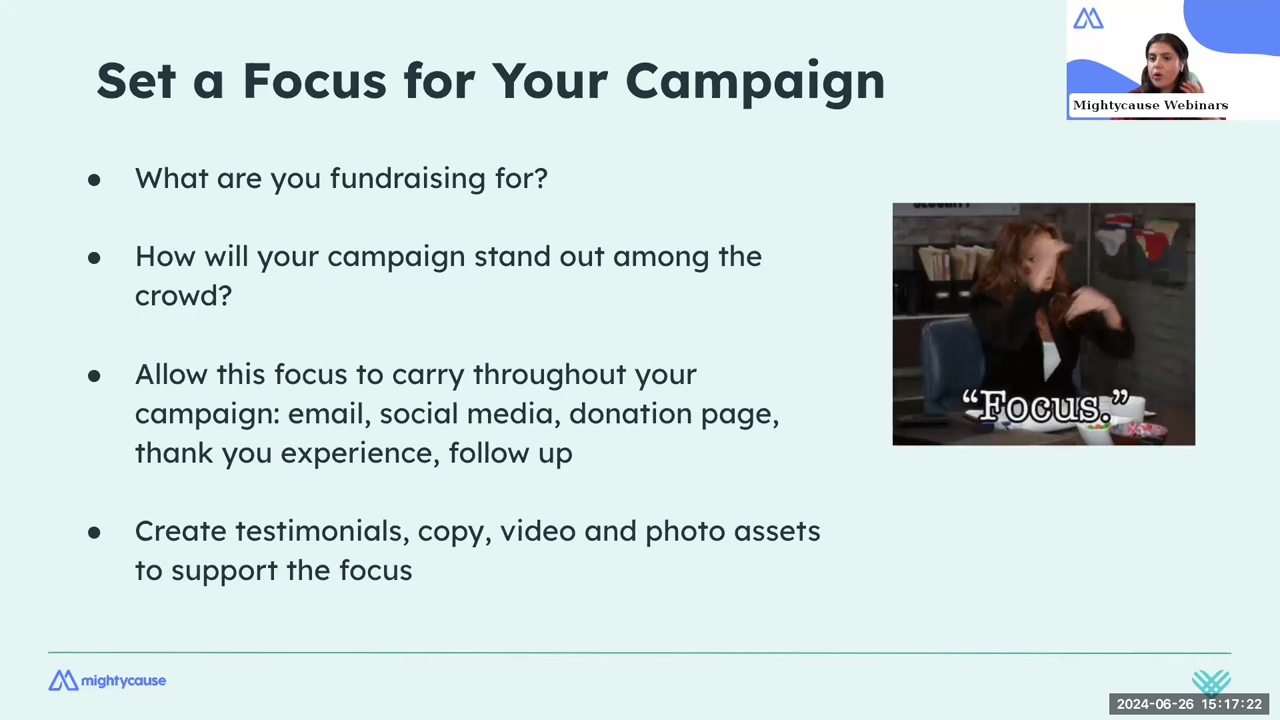 Set a Focus for Your Campaign
Mightycause Webinars
● What are you fundraising for?
● How will your campaign stand out among the
crowd?
● Allow this focus to carry throughout your
campaign: email, social media, donation page,
thank you experience, follow up
● Create testimonials, copy, video and photo assets
to support the focus
“Focus.”
mightycause
2024-06-26 15:17:22